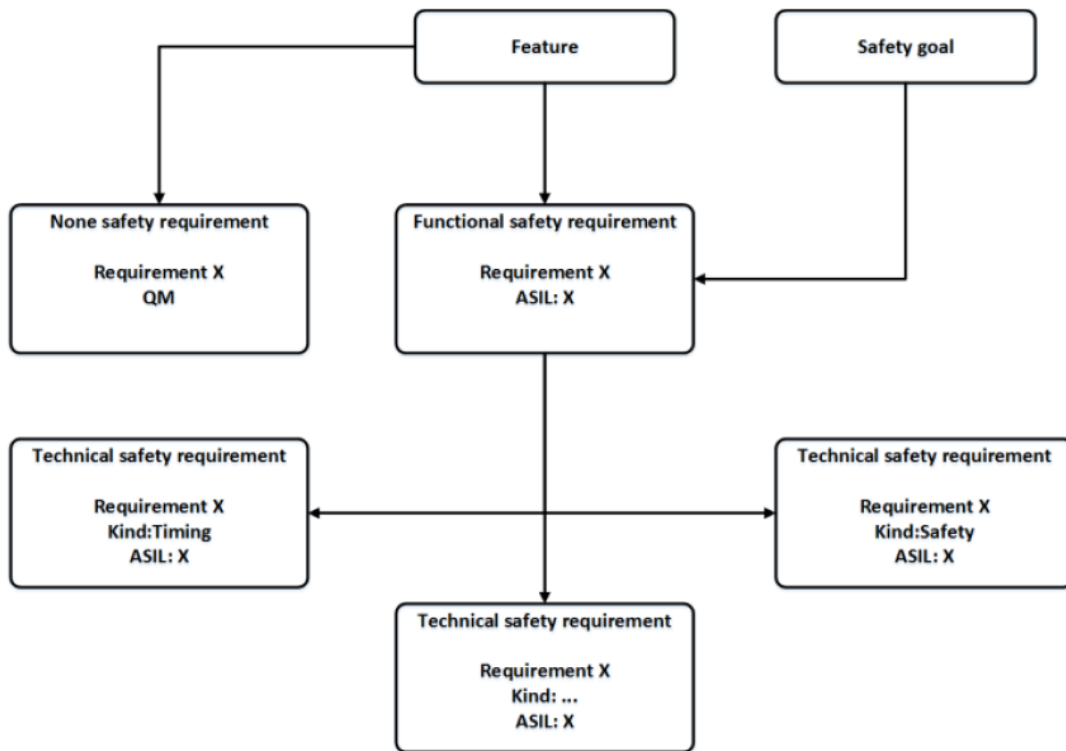 Feature
Safety goal
None safety requirement
Requirement X
QM
Functional safety requirement
Requirement X
ASIL: X
Technical safety requirement
Requirement X
Kind:Timing
ASIL: X
Technical safety requirement
Requirement X
Kind:Safety
ASIL: X
Technical safety requirement
Requirement X
Kind: ...
ASIL: X